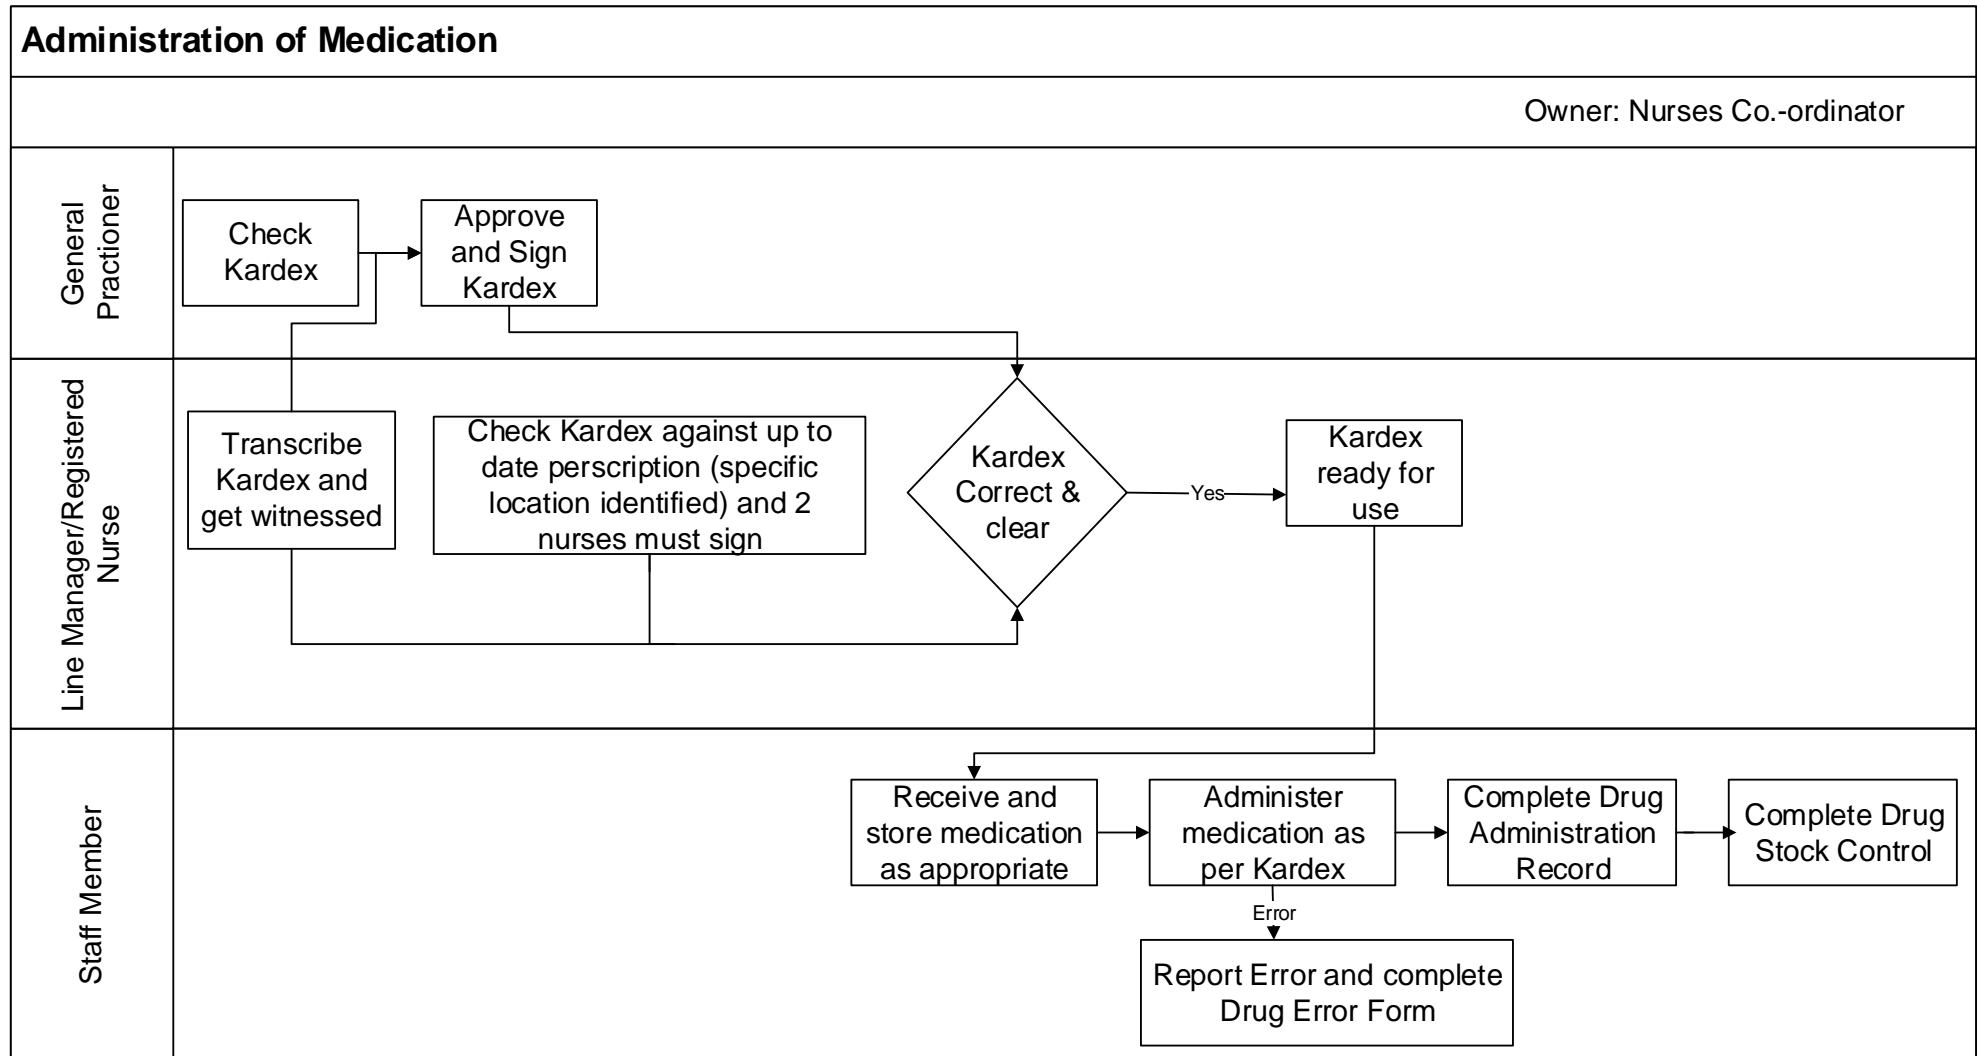 Administration of Medication
Owner: Nurses Co.-ordinator
General
Practioner
Check
Kardex
Approve
and Sign
Kardex
Line Manager/Registered
Nurse
Transcribe
Kardex and
get witnessed
Check Kardex against up to
date perscription (specific
location identified) and 2
nurses must sign
Kardex
Correct &
clear
Yes
Kardex
ready for
use
Staff Member
Receive and
store medication
as appropriate
Administer
medication as
per Kardex
Complete Drug
Administration
Record
Complete Drug
Stock Control
Error
Report Error and complete
Drug Error Form